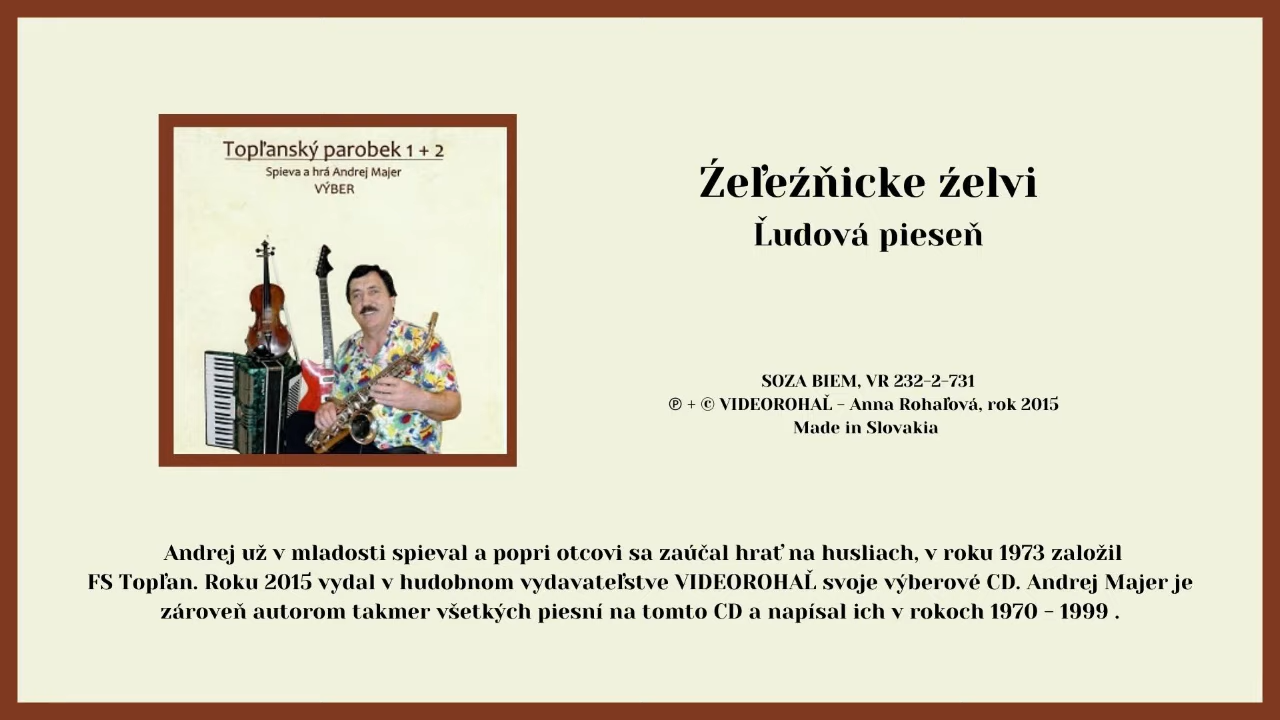 Topľanský parobek 1 + 2
Spieva a hrá Andrej Majer
VÝBER
Źeľeźňicke źelvi
Ľudová pieseň
SOZA BIEM, VR 232-2-731
℗ + © VIDEOROHAĽ - Anna Rohaľová, rok 2015
Made in Slovakia
Andrej už v mladosti spieval a popri otcovi sa zaúčal hrať na husliach, v roku 1973 založil
FS Topľan. Roku 2015 vydal v hudobnom vydavateľstve VIDEOROHAĽ svoje výberové CD. Andrej Majer je
zároveň autorom takmer všetkých piesní na tomto CD a napísal ich v rokoch 1970 - 1999 .